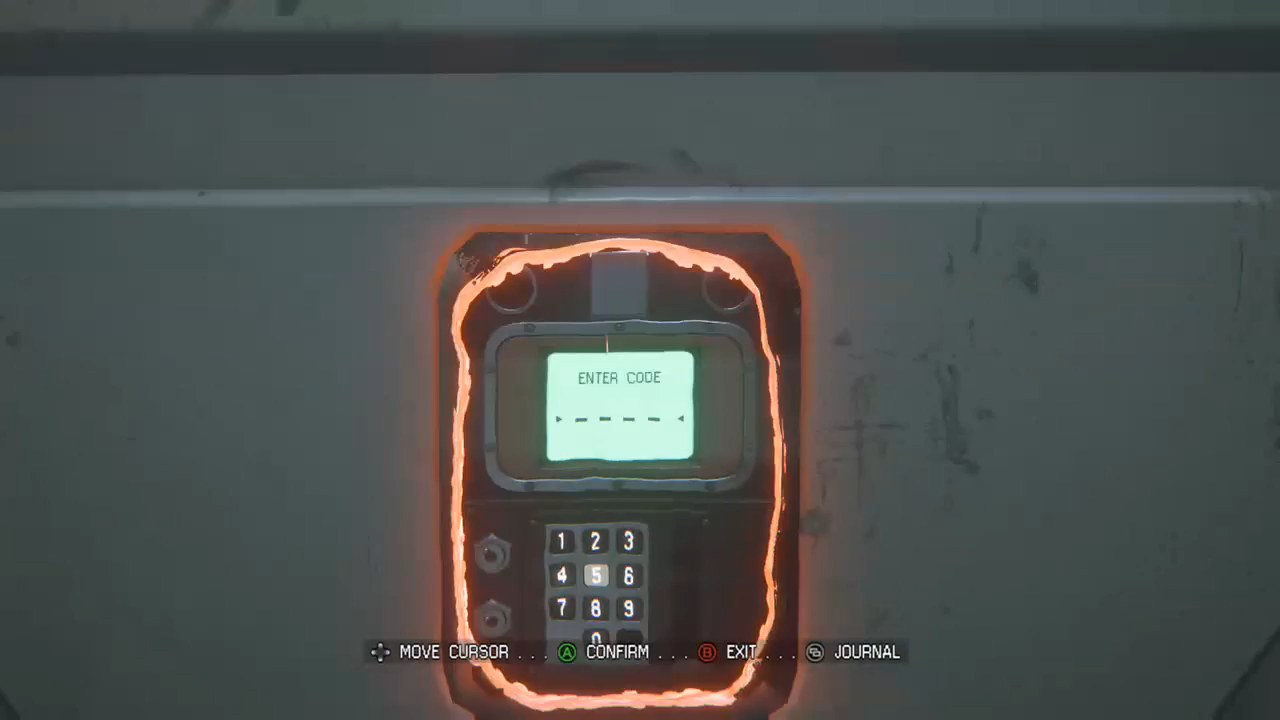 ENTER CODE
1 2 3
4 5 6
7 8 9
0
MOVE CURSOR . . . A CONFIRM . . . B EXIT . . . JOURNAL